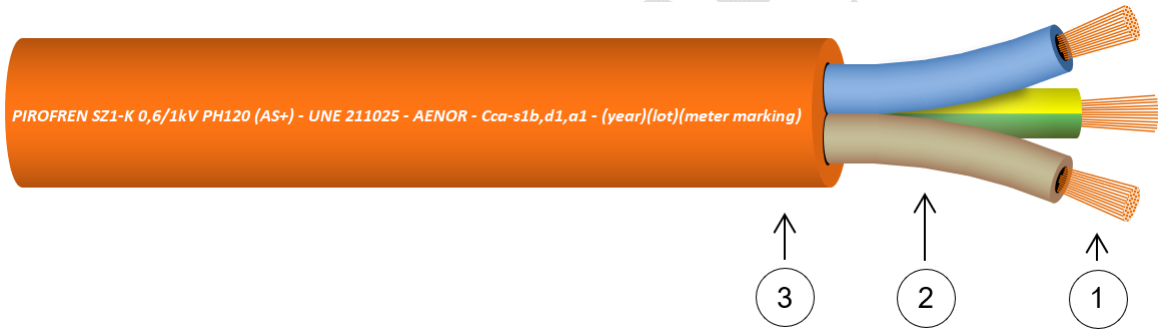 PIROFREN SZ1-K 0,6/1kV PH120 (AS+) - UNE 211025 - AENOR - Cca-s1b,d1,a1 - (year)(lot)(meter marking)
3 2 1